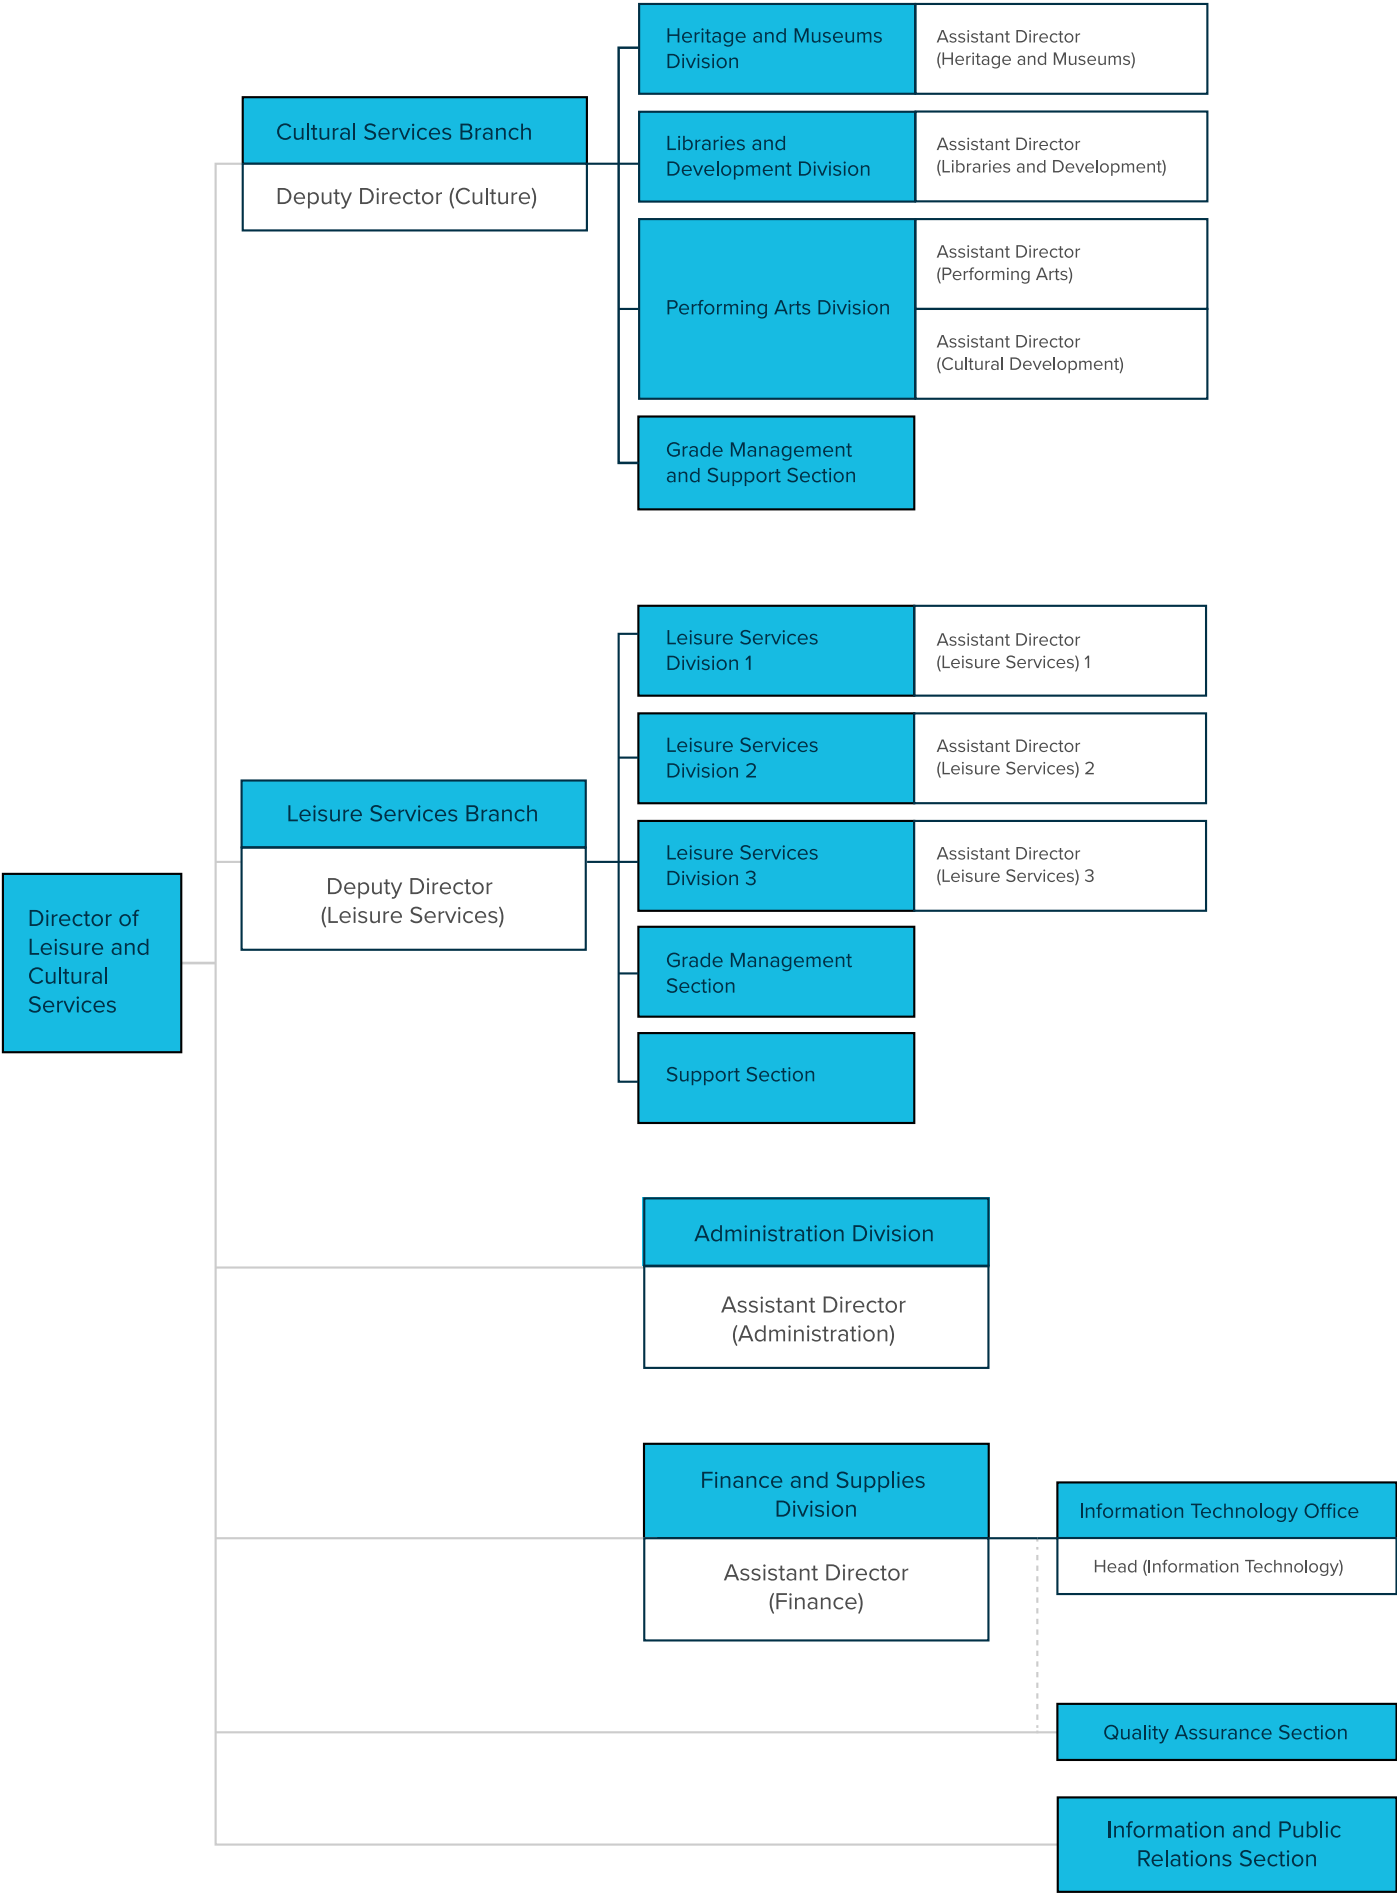 Heritage and Museums
Division
Assistant Director
(Heritage and Museums)
Cultural Services Branch
Deputy Director (Culture)
Libraries and
Development Division
Assistant Director
(Libraries and Development)
Performing Arts Division
Assistant Director
(Performing Arts)
Assistant Director
(Cultural Development)
Grade Management
and Support Section
Leisure Services
Division 1
Assistant Director
(Leisure Services) 1
Leisure Services
Division 2
Assistant Director
(Leisure Services) 2
Leisure Services Branch
Deputy Director
(Leisure Services)
Leisure Services
Division 3
Assistant Director
(Leisure Services) 3
Director of
Leisure and
Cultural
Services
Grade Management
Section
Support Section
Administration Division
Assistant Director
(Administration)
Finance and Supplies
Division
Assistant Director
(Finance)
Information Technology Office
Head (Information Technology)
Quality Assurance Section
Information and Public
Relations Section